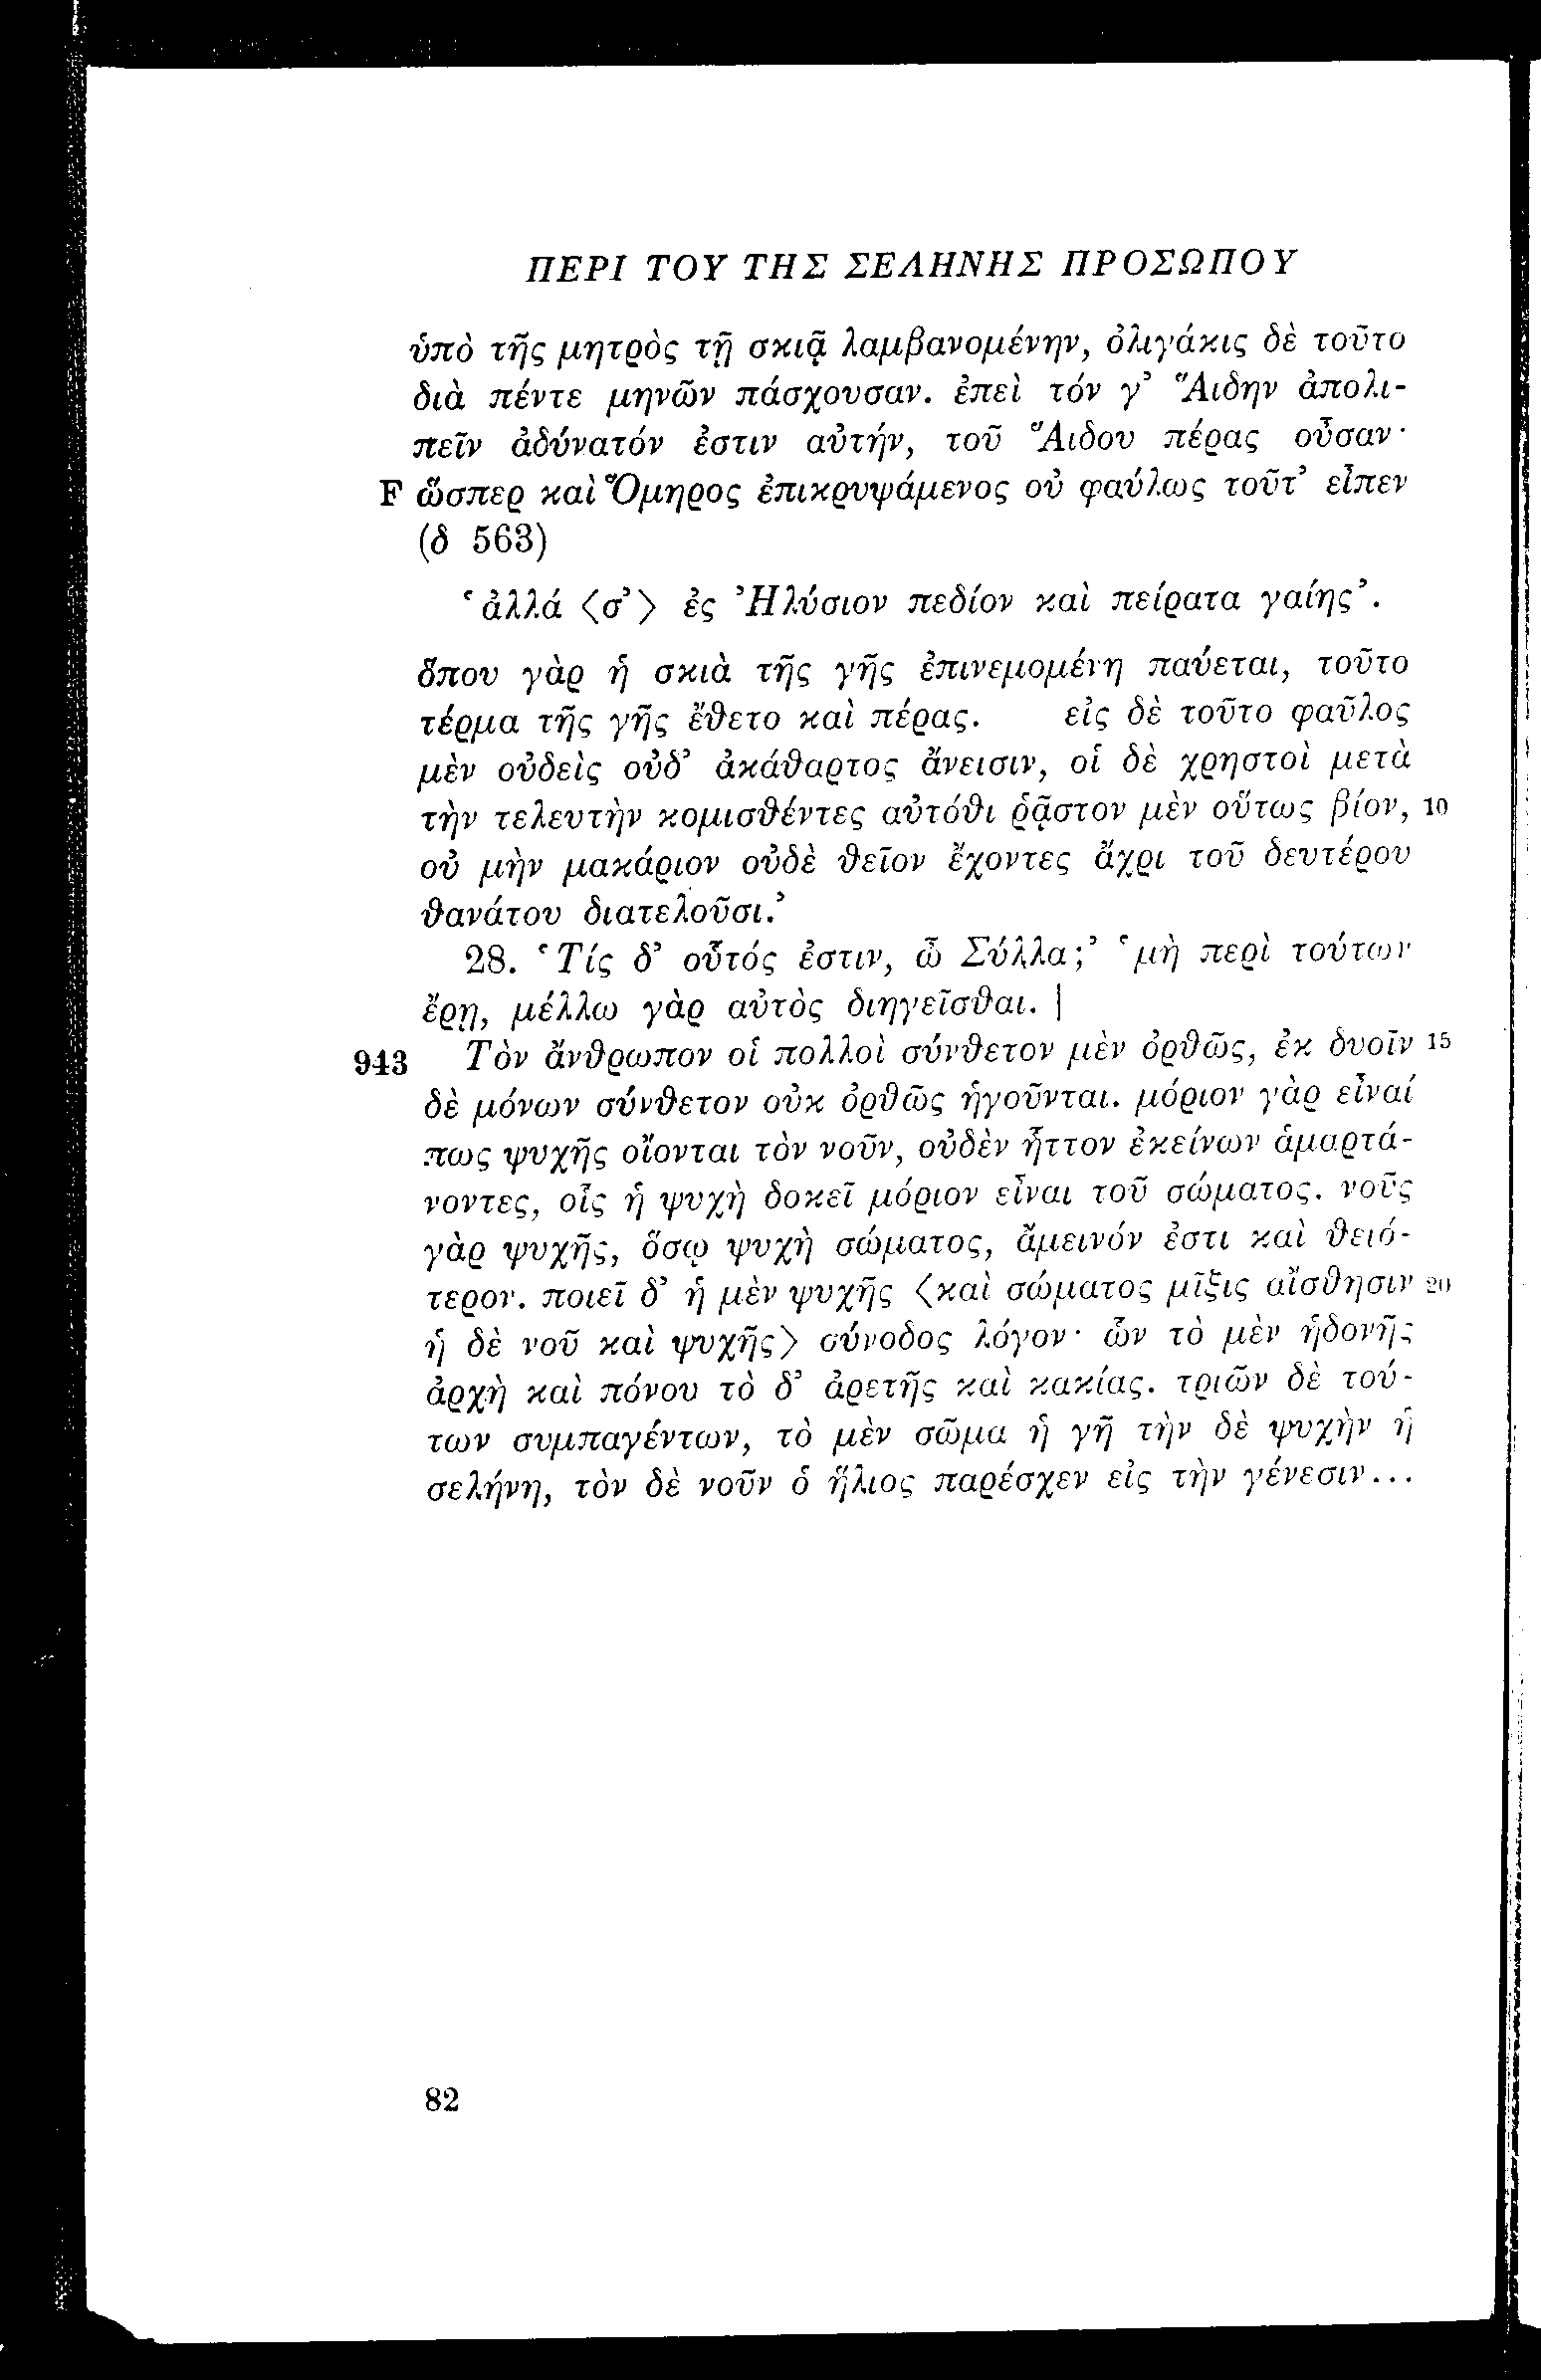 ΠΕΡΙ ΤΟΥ ΤΗΣ ΣΕΛΗΝΗΣ ΠΡΟΣΩΠΟΥ
ὑπὸ τῆς μητρὸς τῇ σκιᾷ λαμβανομένην, ὀλιγάκις δὲ τοῦτο
διὰ πέντε μηνῶν πάσχουσαν. ἐπεὶ τόν γ’ Ἅιδην ἀπολι-
πεῖν ἀδύνατόν ἐστιν αὐτήν, τοῦ Ἅιδου πέρας οὖσαν·
F ὥσπερ καὶ Ὅμηρος ἐπικρυψάμενος οὐ φαύλως τοῦτ’ εἶπεν
(δ 563)
‘ἀλλά ⟨σ’⟩ ἐς Ἠλύσιον πεδίον καὶ πείρατα γαίης’.
ὅπου γὰρ ἡ σκιὰ τῆς γῆς ἐπινεμομένη παύεται, τοῦτο
τέρμα τῆς γῆς ἔθετο καὶ πέρας. εἰς δὲ τοῦτο φαῦλος
μὲν οὐδεὶς οὐδ’ ἀκάθαρτος ἄνεισιν, οἱ δὲ χρηστοὶ μετὰ
τὴν τελευτὴν κομισθέντες αὐτόθι ῥᾷστον μὲν οὕτως βίον, 10
οὐ μὴν μακάριον οὐδὲ θεῖον ἔχοντες ἄχρι τοῦ δευτέρου
θανάτου διατελοῦσι.’
28. ‘Τίς δ’ οὗτός ἐστιν, ὦ Σύλλα;’ ‘μὴ περὶ τούτων
ἔρῃ, μέλλω γὰρ αὐτὸς διηγεῖσθαι. |
943 Τὸν ἄνθρωπον οἱ πολλοὶ σύνθετον μὲν ὀρθῶς, ἐκ δυοῖν 15
δὲ μόνων σύνθετον οὐκ ὀρθῶς ἡγοῦνται. μόριον γὰρ εἶναί
πως ψυχῆς οἴονται τὸν νοῦν, οὐδὲν ἧττον ἐκείνων ἁμαρτά-
νοντες, οἷς ἡ ψυχὴ δοκεῖ μόριον εἶναι τοῦ σώματος. νοῦς
γὰρ ψυχῆς, ὅσῳ ψυχὴ σώματος, ἄμεινόν ἐστι καὶ θειό-
τερον. ποιεῖ δ’ ἡ μὲν ψυχῆς ⟨καὶ σώματος μῖξις αἴσθησιν 20
ἡ δὲ νοῦ καὶ ψυχῆς⟩ σύνοδος λόγον· ὧν τὸ μὲν ἡδονῆς
ἀρχὴ καὶ πόνου τὸ δ’ ἀρετῆς καὶ κακίας. τριῶν δὲ τού-
των συμπαγέντων, τὸ μὲν σῶμα ἡ γῆ τὴν δὲ ψυχὴν ἡ
σελήνη, τὸν δὲ νοῦν ὁ ἥλιος παρέσχεν εἰς τὴν γένεσιν...
82